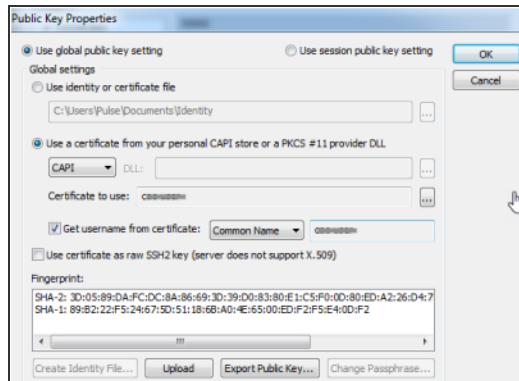 Public Key Properties
Use global public key setting
Use session public key setting
OK
Global settings
Cancel
Use identity or certificate file
C:\Users\Pulse\Documents\Identity
...
Use a certificate from your personal CAPI store or a PKCS #11 provider DLL
CAPI
DLL:
...
Certificate to use:
...
Get username from certificate:
Common Name
Use certificate as raw SSH2 key (server does not support X.509)
Fingerprint:
SHA-2: 3D:05:89:DA:FC:DC:8A:86:69:3D:39:D0:83:80:E1:C5:F0:0D:80:ED:A2:26:D4:7
SHA-1: 89:B2:22:F5:24:67:5D:51:18:6B:A0:4E:65:00:ED:F2:F5:E4:0D:F2
Create Identity File...
Upload
Export Public Key...
Change Passphrase...